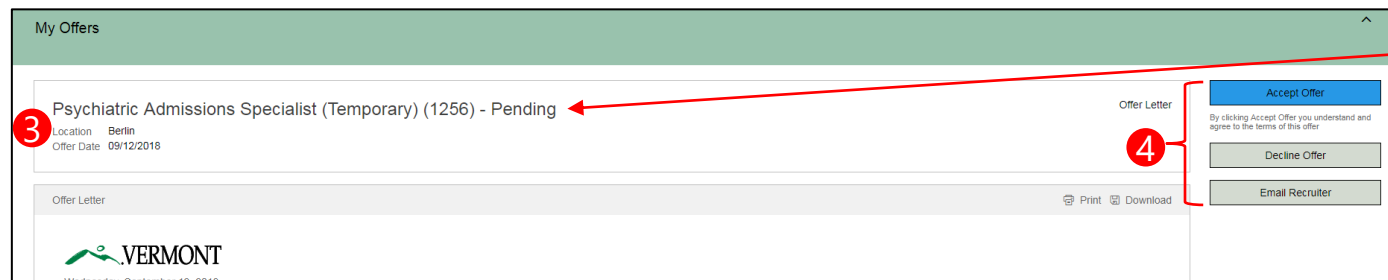 My Offers
Psychiatric Admissions Specialist (Temporary) (1256) - Pending
Offer Letter
3
Location Berlin
Offer Date 09/12/2018
Accept Offer
By clicking Accept Offer you understand and
agree to the terms of this offer
4
Decline Offer
Email Recruiter
Offer Letter
Print Download
VERMONT